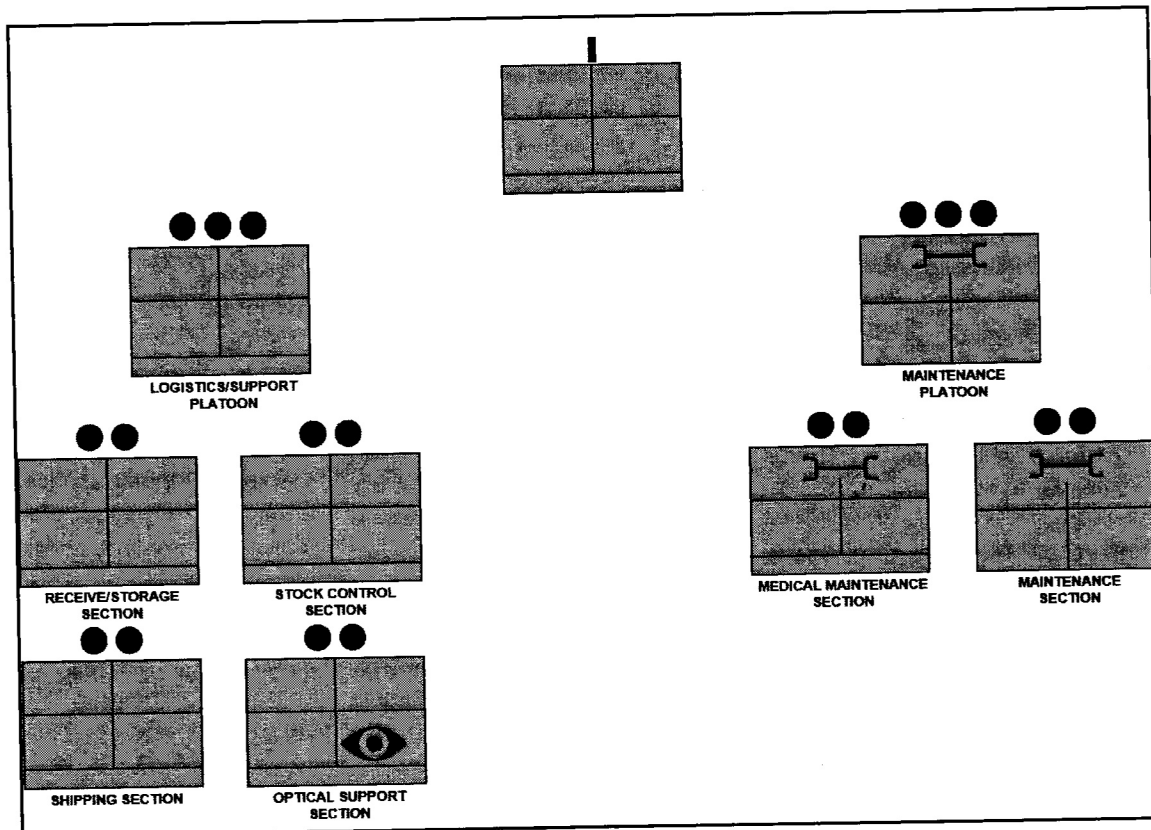 LOGISTICS/SUPPORT
PLATOON
MAINTENANCE
PLATOON
RECEIVE/STORAGE
SECTION
STOCK CONTROL
SECTION
MEDICAL MAINTENANCE
SECTION
MAINTENANCE
SECTION
SHIPPING SECTION
OPTICAL SUPPORT
SECTION